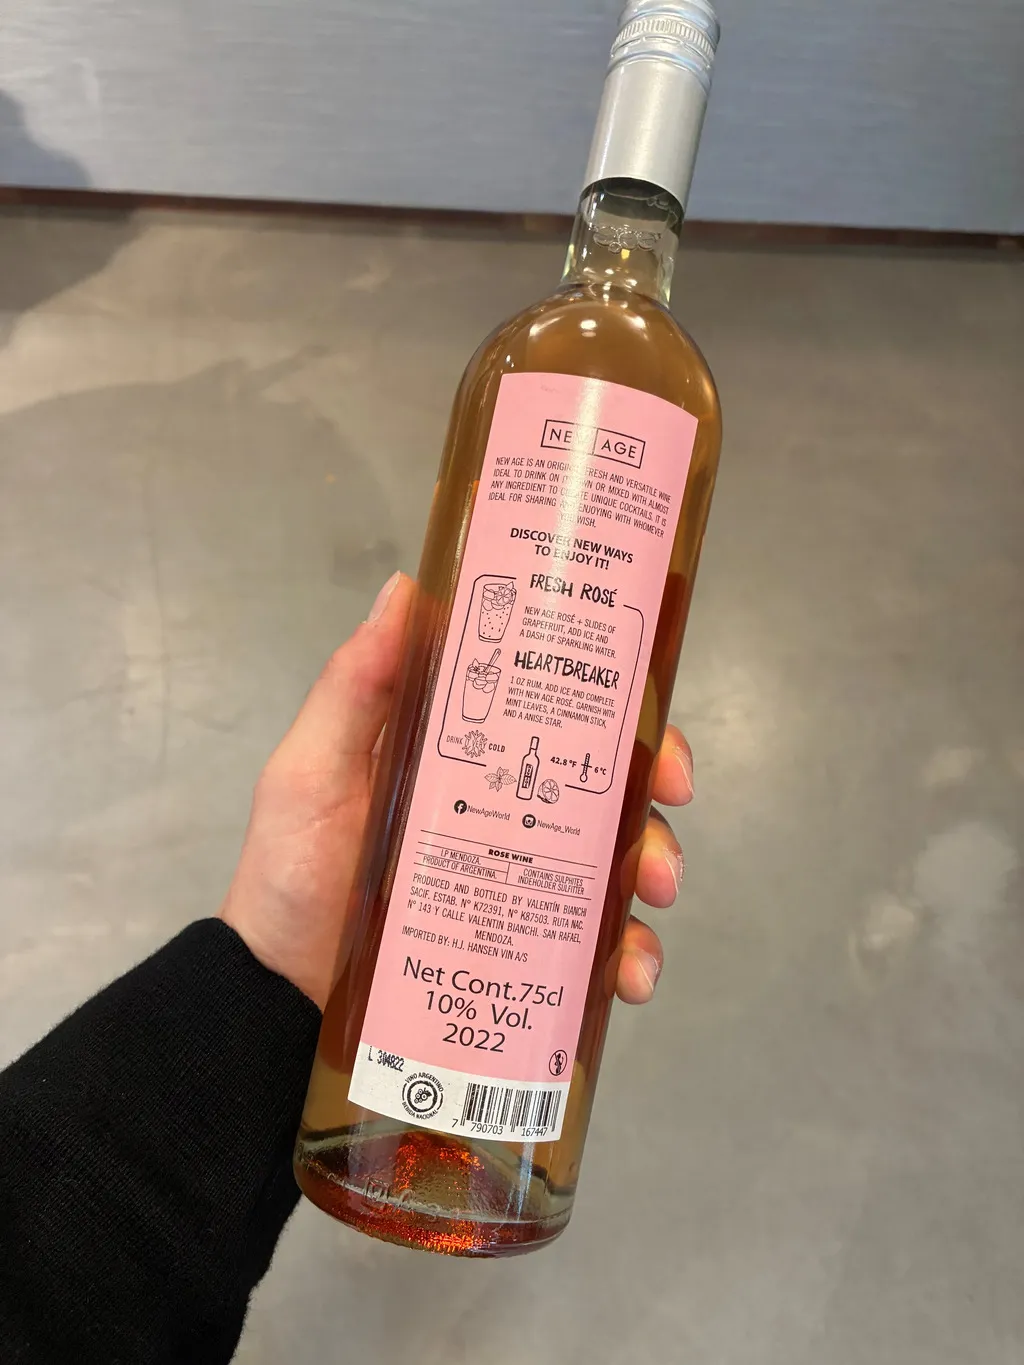 NEW AGE
NEW AGE IS AN ORIGINAL, FRESH AND VERSATILE WINE
IDEAL TO DRINK ON ITS OWN OR MIXED WITH ALMOST
ANY INGREDIENT TO CREATE UNIQUE COCKTAILS. IT IS
IDEAL FOR SHARING AND ENJOYING WITH WHOMEVER
YOU WISH.
DISCOVER NEW WAYS
TO ENJOY IT!
FRESH ROSÉ
NEW AGE ROSÉ + SLIDES OF
GRAPEFRUIT, ADD ICE AND
A DASH OF SPARKLING WATER.
HEARTBREAKER
1 OZ RUM. ADD ICE AND COMPLETE
WITH NEW AGE ROSÉ. GARNISH WITH
MINT LEAVES, A CINNAMON STICK,
AND A ANISE STAR.
DRINK IT COLD
42.8 °F 6 °C
NewAgeWorld NewAge_World
ROSE WINE
I.P MENDOZA.
PRODUCT OF ARGENTINA.
CONTAINS SULPHITES
INDEHOLDER SULFITTER
PRODUCED AND BOTTLED BY VALENTÍN BIANCHI
SACIF. ESTAB. N° K72391, N° K87503. RUTA NAC.
N° 143 Y CALLE VALENTIN BIANCHI. SAN RAFAEL,
MENDOZA.
IMPORTED BY: H.J. HANSEN VIN A/S
Net Cont.75cl
10% Vol.
2022
L 304822
VINO ARGENTINO
BEBIDA NACIONAL
7 790703 167447